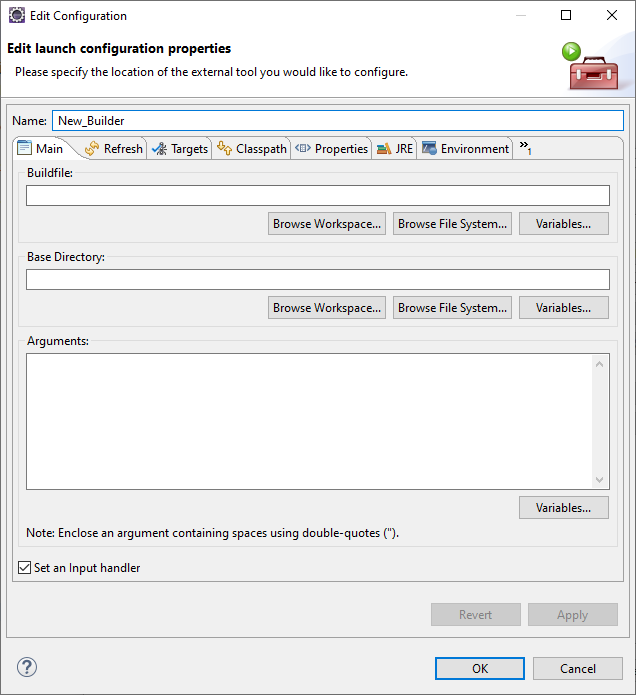 Edit Configuration
Edit launch configuration properties
Please specify the location of the external tool you would like to configure.
Name: New_Builder
Main Refresh Targets Classpath Properties JRE Environment »1
Buildfile:
Browse Workspace... Browse File System... Variables...
Base Directory:
Browse Workspace... Browse File System... Variables...
Arguments:
Variables...
Note: Enclose an argument containing spaces using double-quotes (").
Set an Input handler
Revert Apply
? OK Cancel